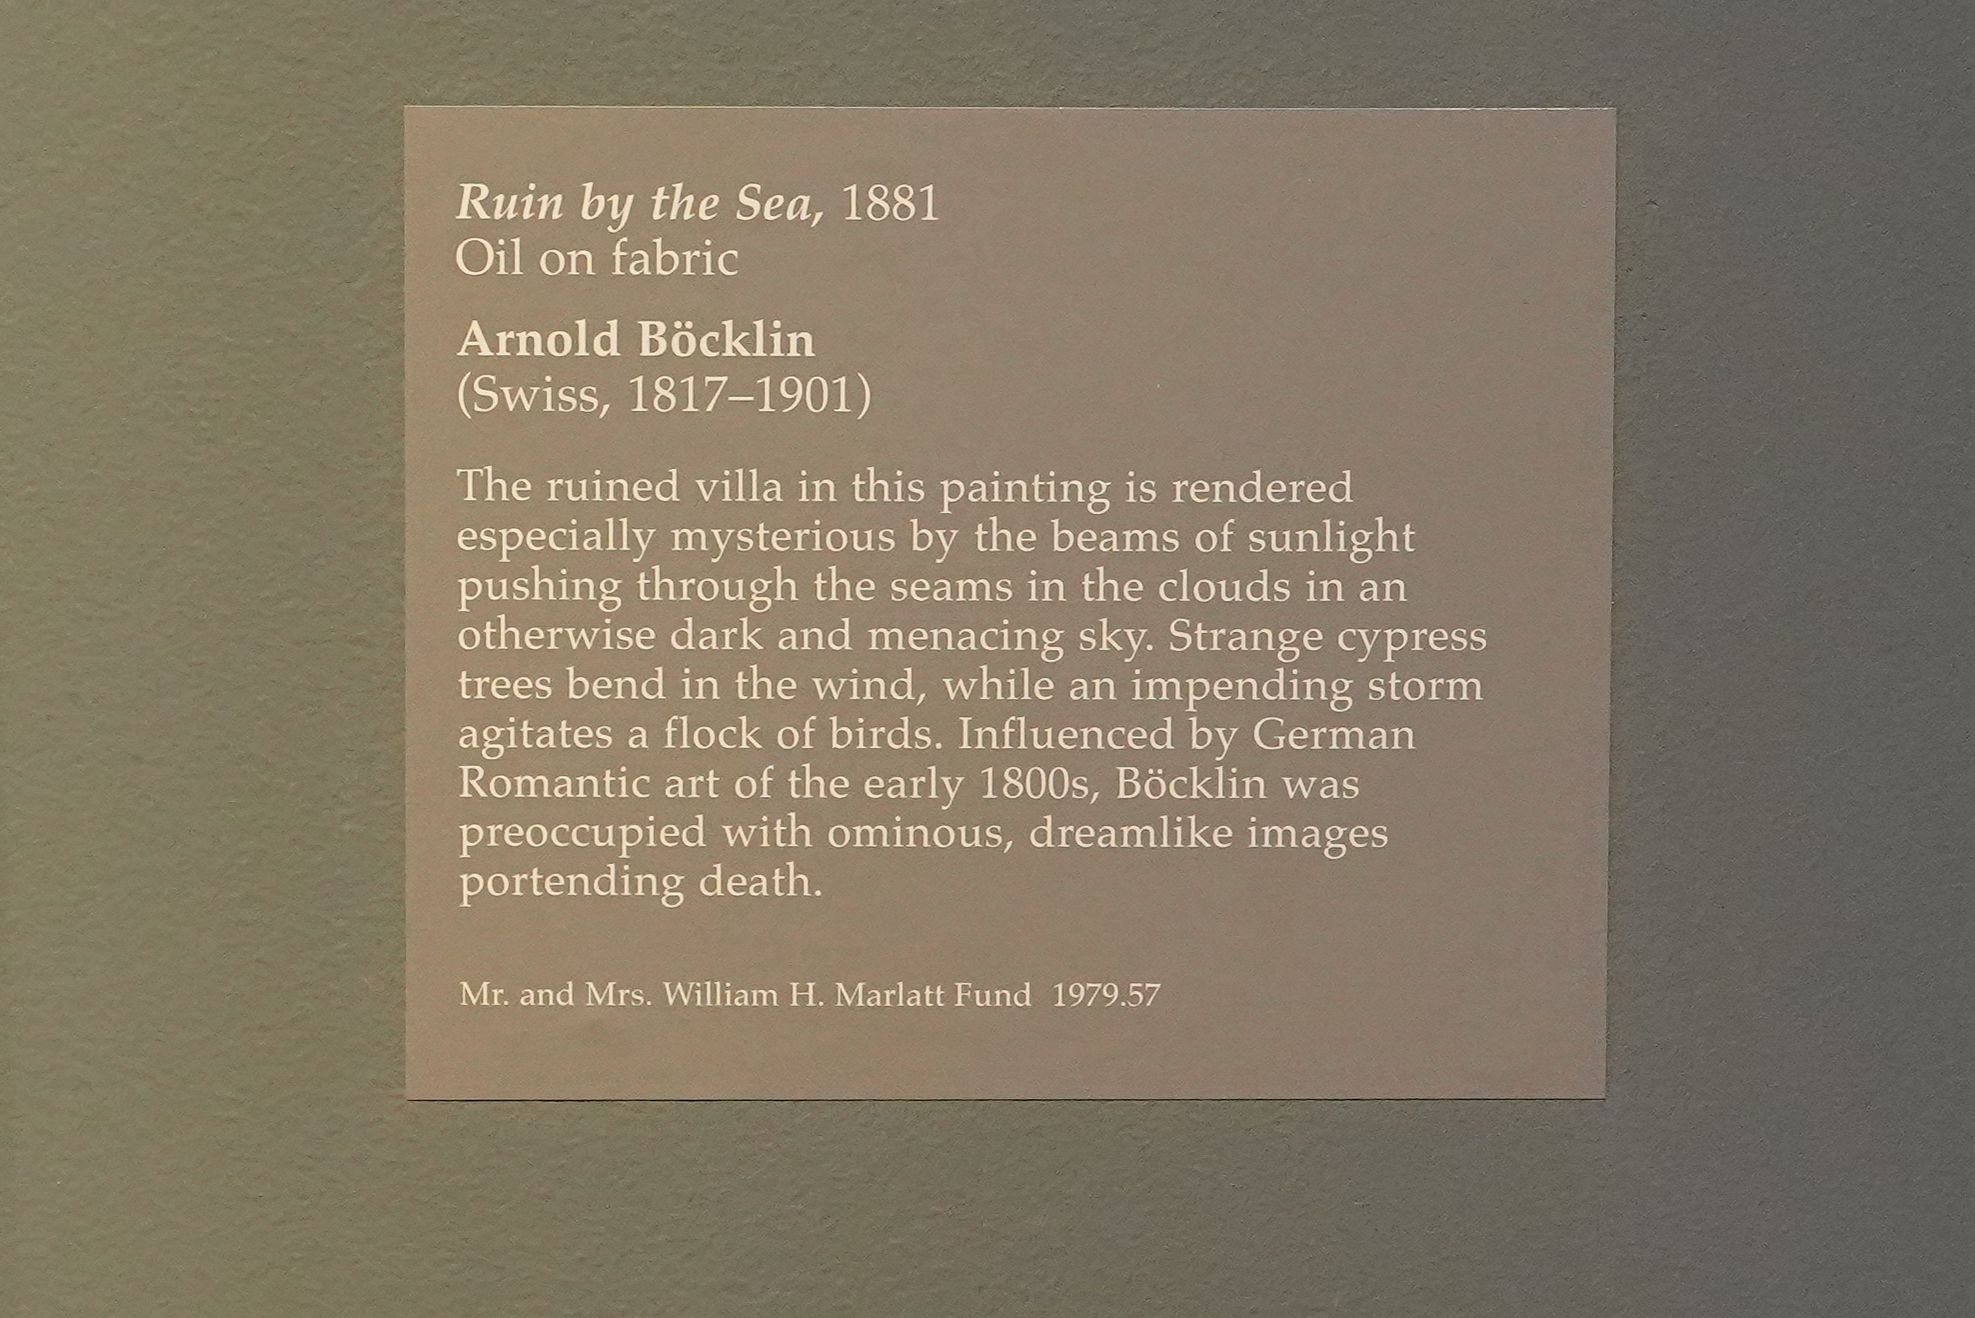 Ruin by the Sea, 1881
Oil on fabric
Arnold Böcklin
(Swiss, 1817–1901)
The ruined villa in this painting is rendered
especially mysterious by the beams of sunlight
pushing through the seams in the clouds in an
otherwise dark and menacing sky. Strange cypress
trees bend in the wind, while an impending storm
agitates a flock of birds. Influenced by German
Romantic art of the early 1800s, Böcklin was
preoccupied with ominous, dreamlike images
portending death.
Mr. and Mrs. William H. Marlatt Fund 1979.57